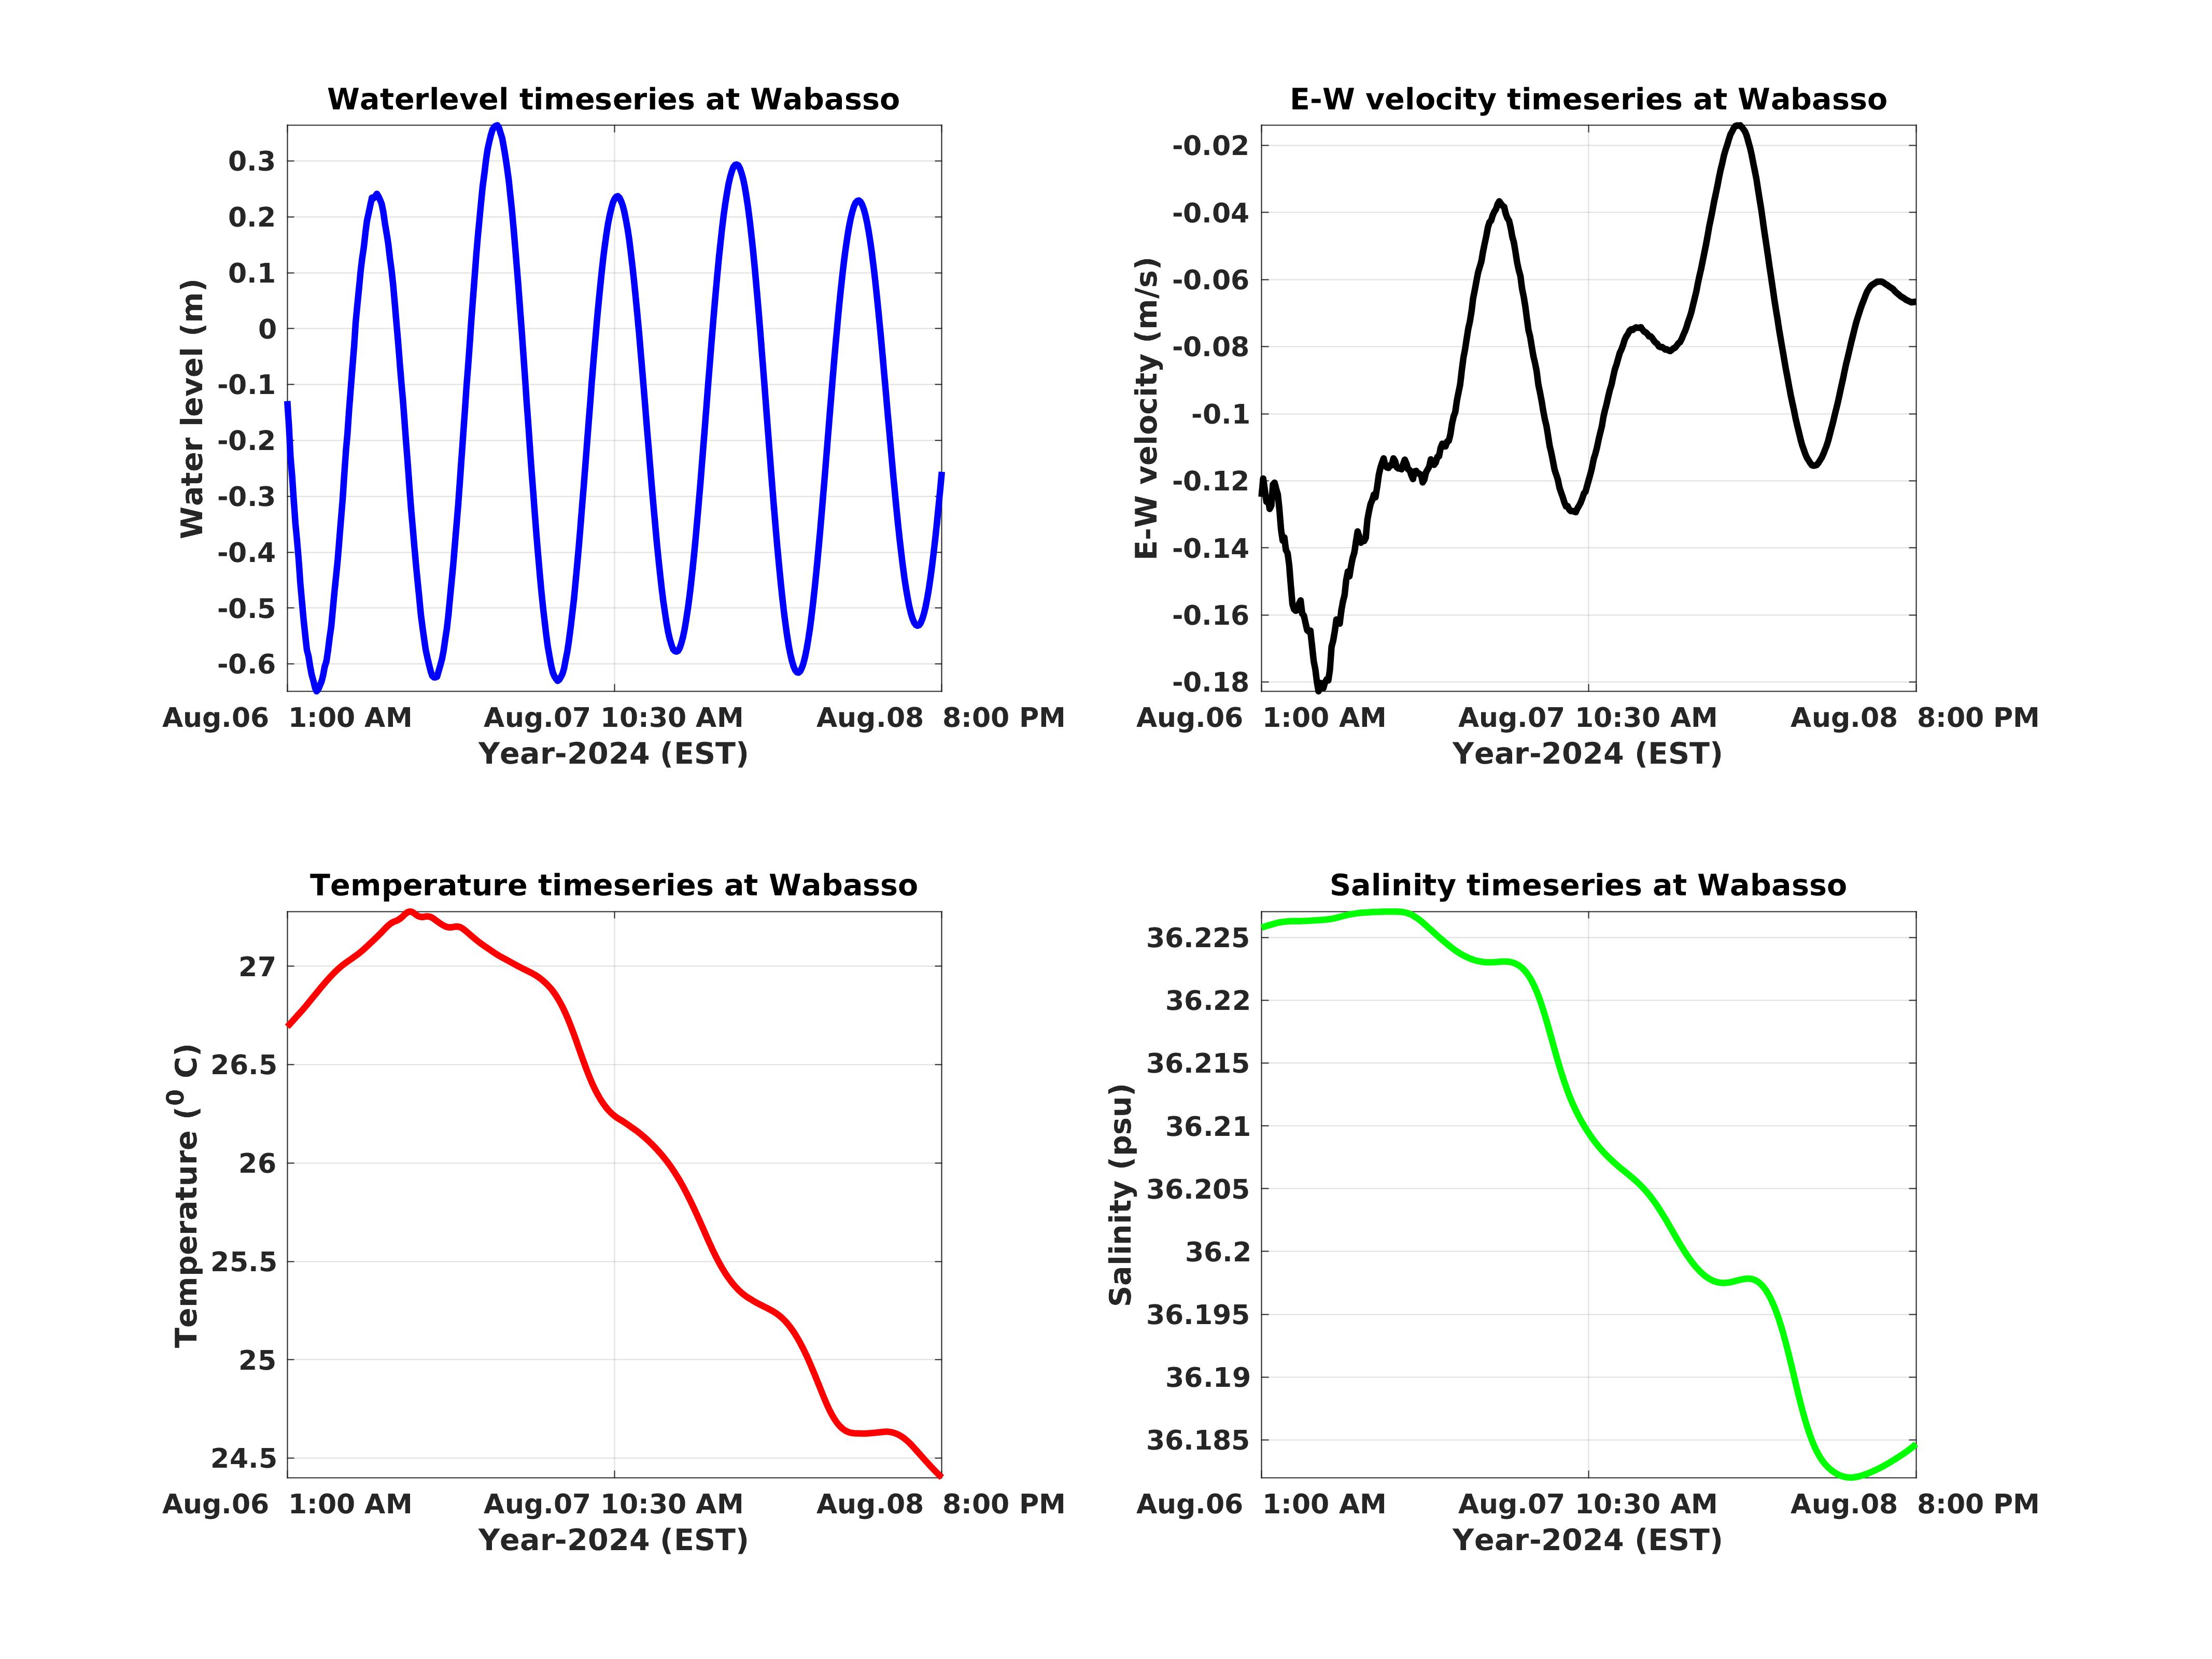 Waterlevel timeseries at Wabasso
Water level (m)
0.3
0.2
0.1
0
-0.1
-0.2
-0.3
-0.4
-0.5
-0.6
Aug.06 1:00 AM Aug.07 10:30 AM Aug.08 8:00 PM
Year-2024 (EST)
E-W velocity timeseries at Wabasso
E-W velocity (m/s)
-0.02
-0.04
-0.06
-0.08
-0.1
-0.12
-0.14
-0.16
-0.18
Aug.06 1:00 AM Aug.07 10:30 AM Aug.08 8:00 PM
Year-2024 (EST)
Temperature timeseries at Wabasso
Temperature (⁰ C)
27
26.5
26
25.5
25
24.5
Aug.06 1:00 AM Aug.07 10:30 AM Aug.08 8:00 PM
Year-2024 (EST)
Salinity timeseries at Wabasso
Salinity (psu)
36.225
36.22
36.215
36.21
36.205
36.2
36.195
36.19
36.185
Aug.06 1:00 AM Aug.07 10:30 AM Aug.08 8:00 PM
Year-2024 (EST)